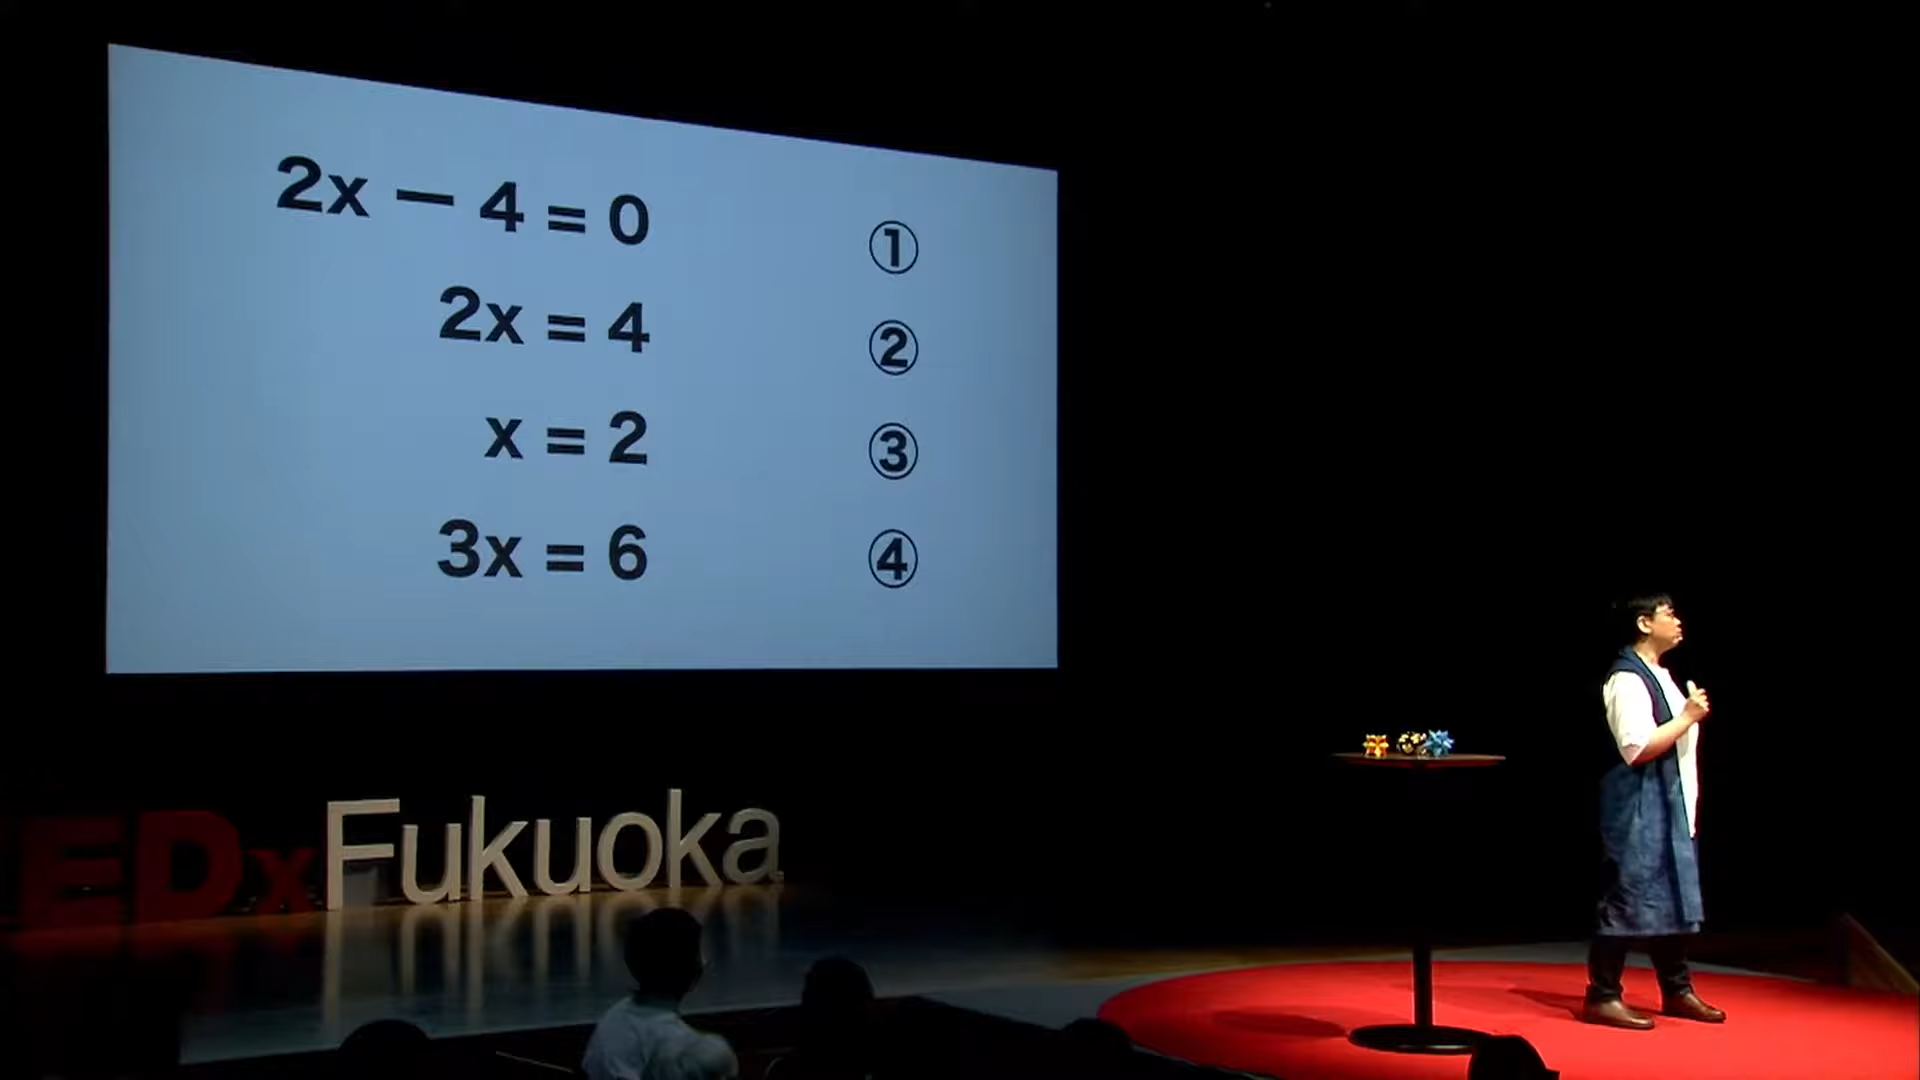 2x − 4 = 0 ①
2x = 4 ②
x = 2 ③
3x = 6 ④
TEDxFukuoka